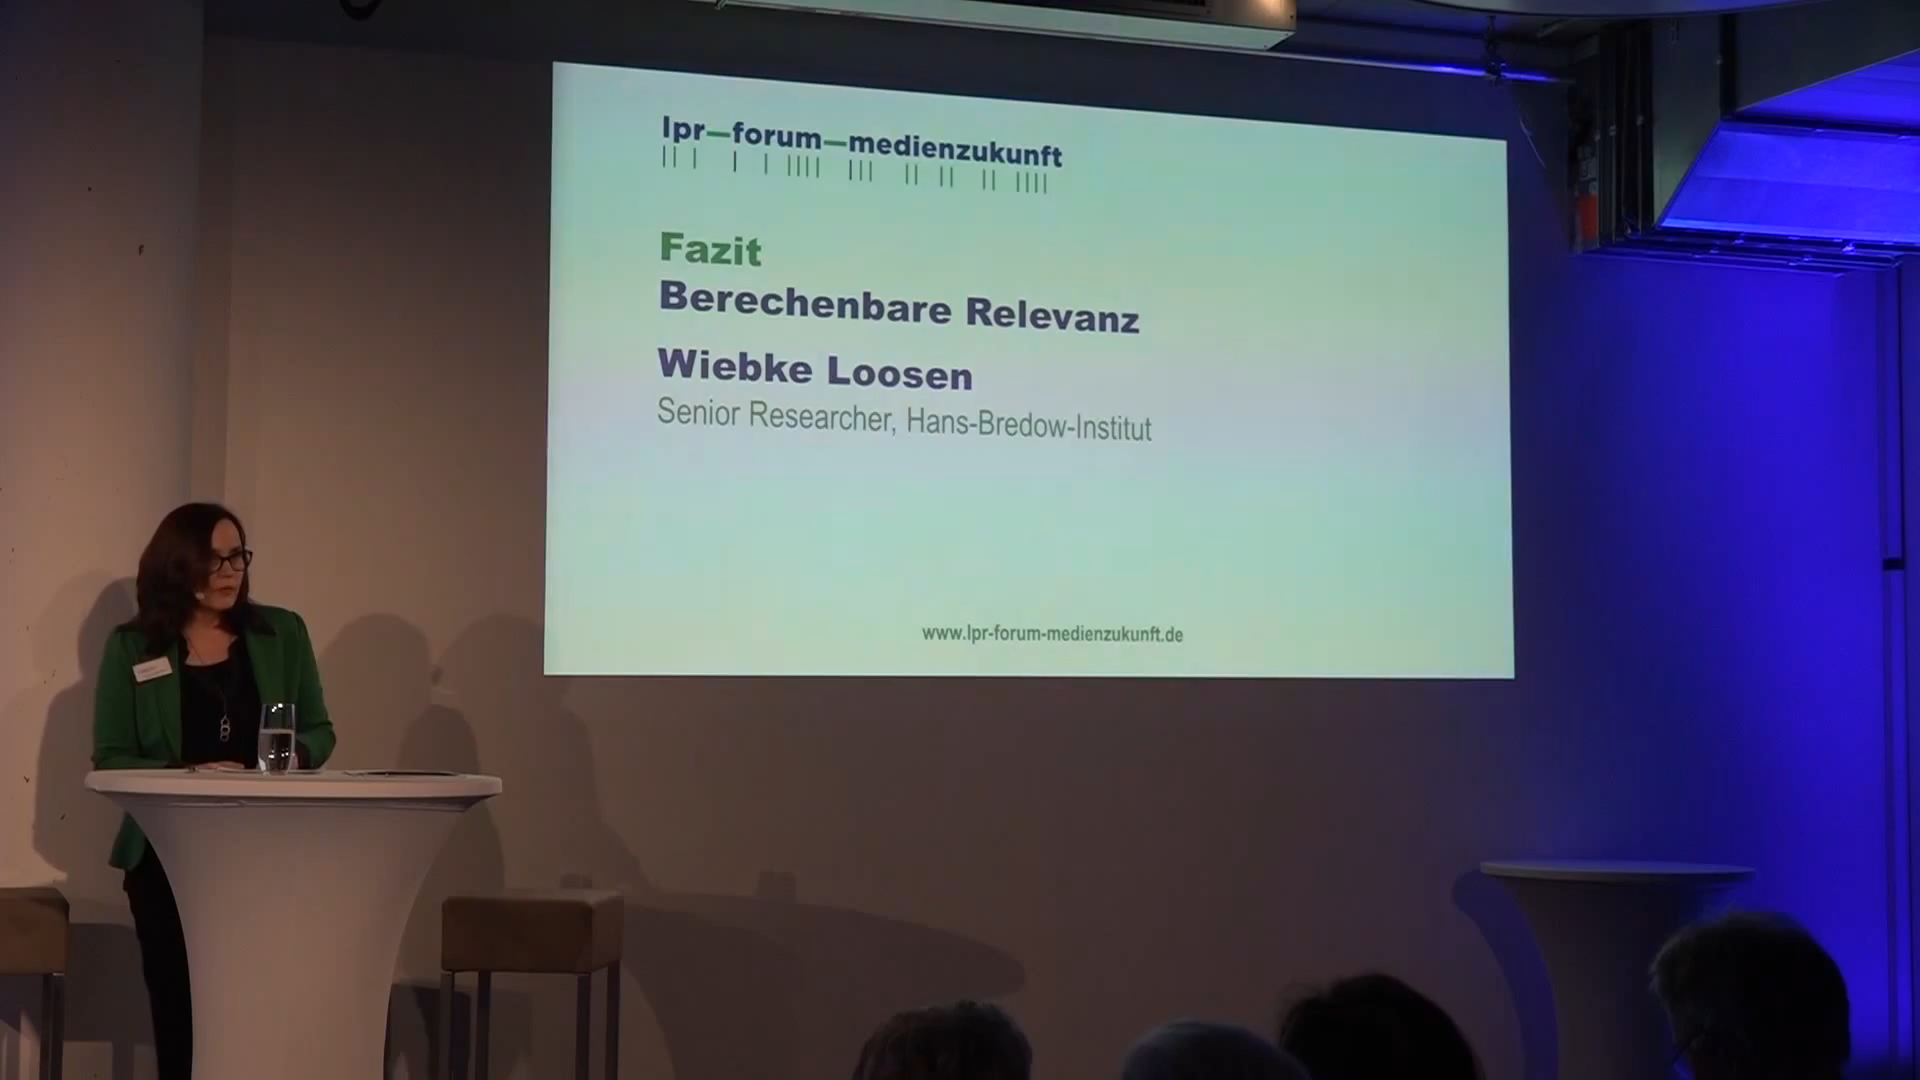 lpr—forum—medienzukunft
Fazit
Berechenbare Relevanz
Wiebke Loosen
Senior Researcher, Hans-Bredow-Institut
www.lpr-forum-medienzukunft.de